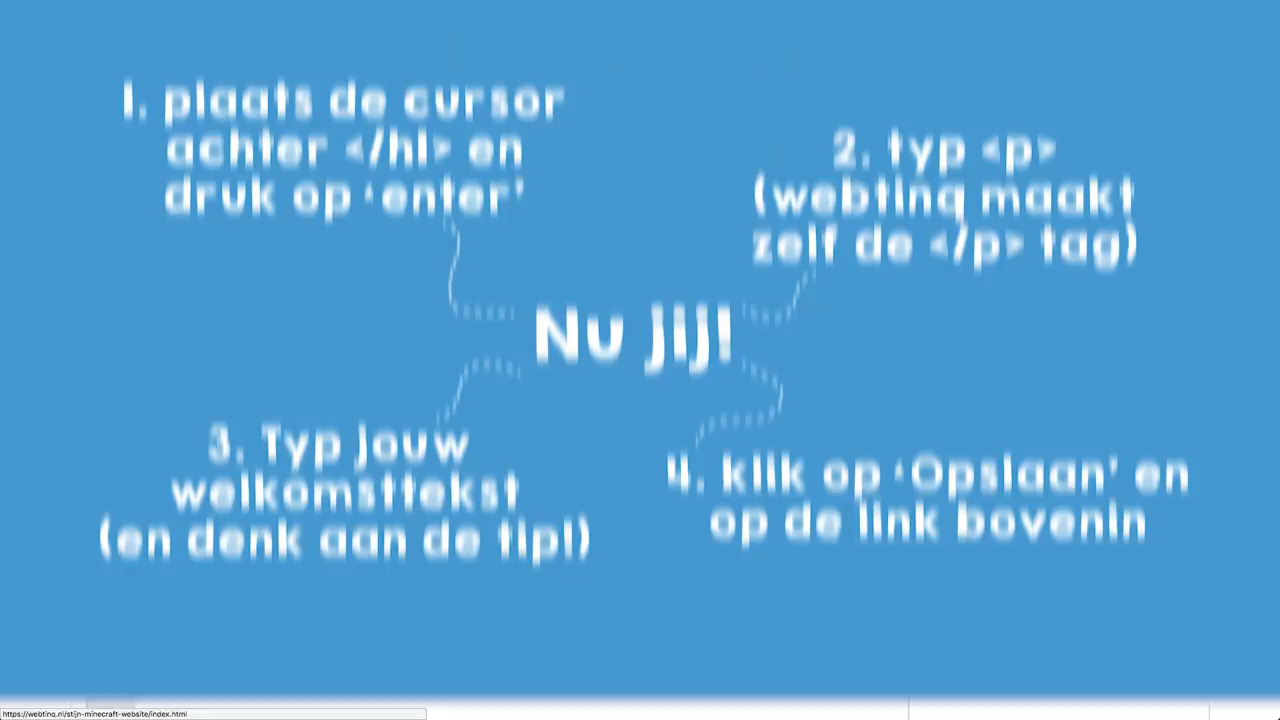 1. plaats de cursor
achter </h1> en
druk op ‘enter’
2. typ <p>
(webtinq maakt
zelf de </p> tag)
Nu jij!
3. Typ jouw
welkomsttekst
(en denk aan de tip!)
4. klik op ‘Opslaan’ en
op de link bovenin
https://webtinq.nl/stijn-minecraft-website/index.html